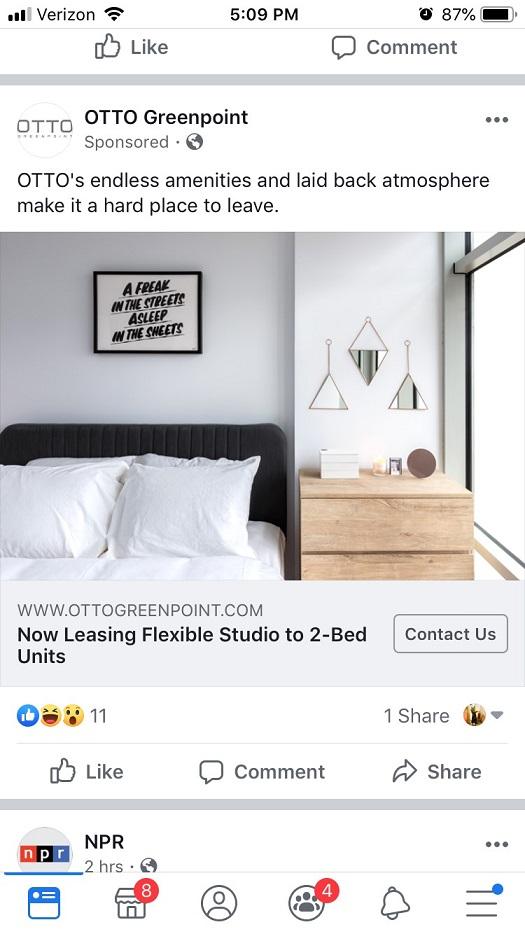 Verizon 5:09 PM 87%
Like Comment
OTTO Greenpoint
OTTO
GREENPOINT
Sponsored ·
OTTO's endless amenities and laid back atmosphere
make it a hard place to leave.
A FREAK
IN THE STREETS
ASLEEP
IN THE SHEETS
WWW.OTTOGREENPOINT.COM
Now Leasing Flexible Studio to 2-Bed
Units
Contact Us
11 1 Share
Like Comment Share
npr
NPR
2 hrs ·
8 4